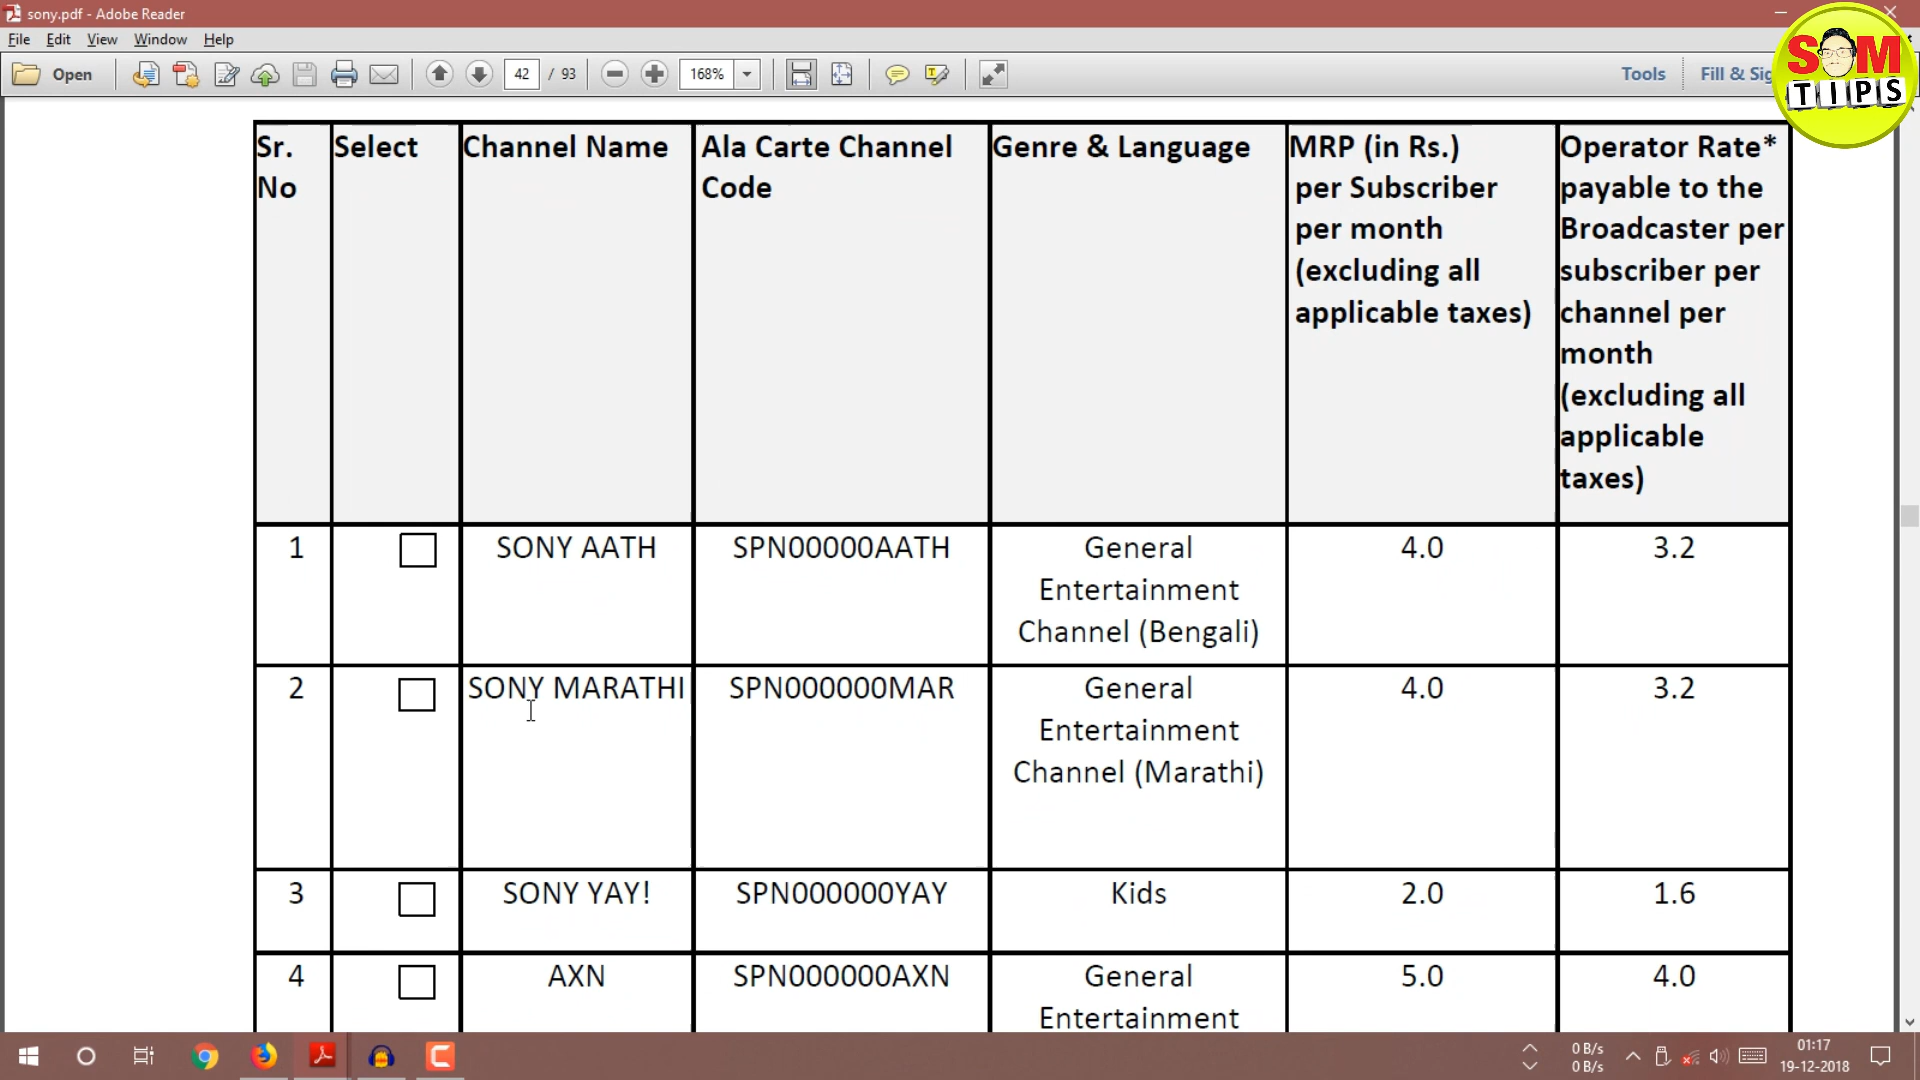 sony.pdf - Adobe Reader
File Edit View Window Help
Open 42 / 93 168% Tools Fill & Sig
SOM
TIPS
Sr. No
Select
Channel Name
Ala Carte Channel
Code
Genre & Language
MRP (in Rs.)
per Subscriber
per month
(excluding all
applicable taxes)
Operator Rate*
payable to the
Broadcaster per
subscriber per
channel per
month
(excluding all
applicable
taxes)
1 SONY AATH SPN00000AATH General 4.0 3.2
Entertainment
Channel (Bengali)
2 SONY MARATHI SPN000000MAR General 4.0 3.2
Entertainment
Channel (Marathi)
3 SONY YAY! SPN000000YAY Kids 2.0 1.6
4 AXN SPN000000AXN General 5.0 4.0
Entertainment
0 B/s
0 B/s
01:17
19-12-2018